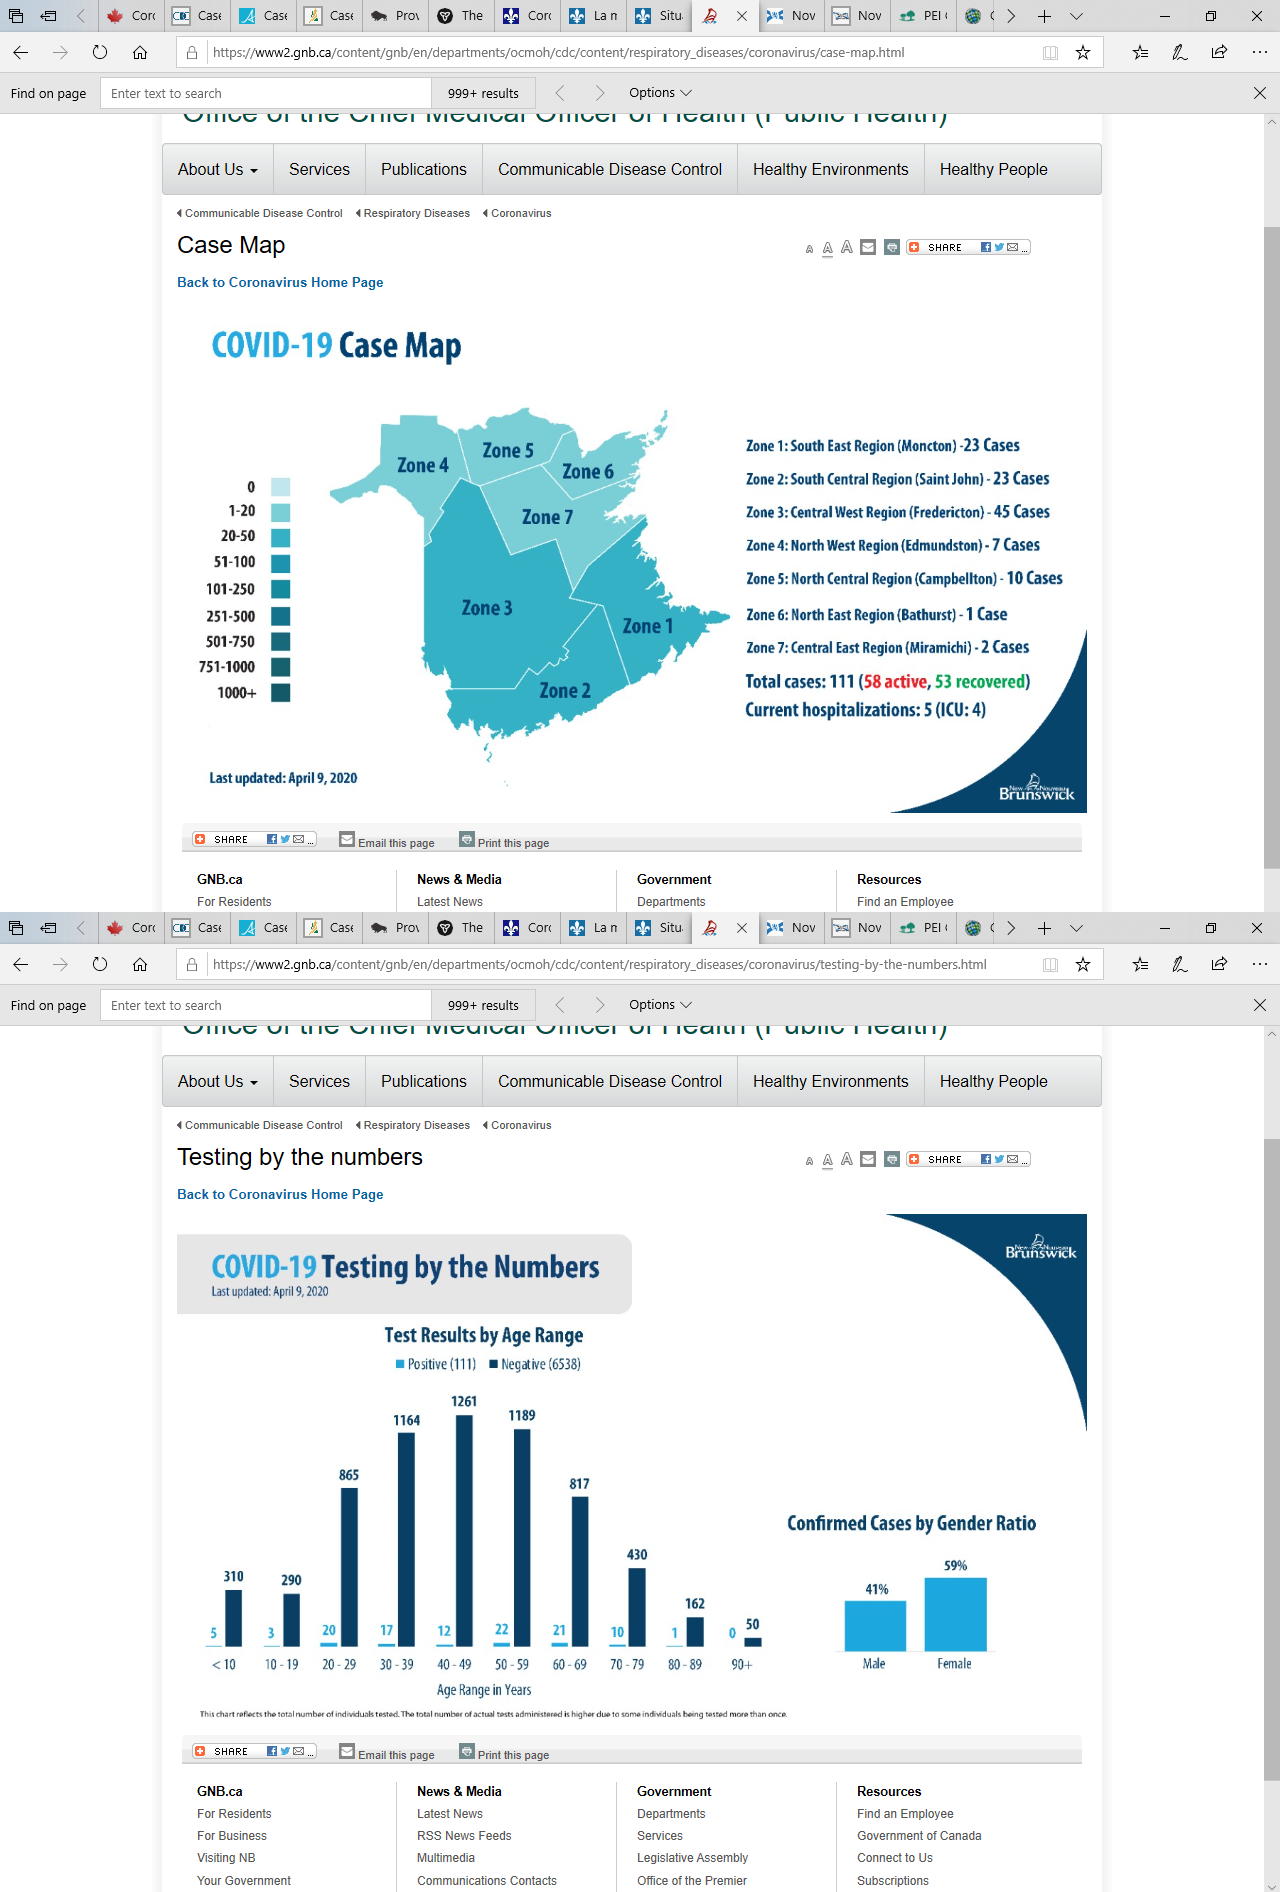 Corc
Case
Case
Case
Prov
The
Corc
La n
Situ
Nov
Nov
PEI
https://www2.gnb.ca/content/gnb/en/departments/ocmoh/cdc/content/respiratory_diseases/coronavirus/case-map.html
Find on page
Enter text to search
999+ results
Options
Office of the Chief Medical Officer of Health (Public Health)
About Us
Services
Publications
Communicable Disease Control
Healthy Environments
Healthy People
Communicable Disease Control
Respiratory Diseases
Coronavirus
Case Map
A A A
SHARE
Back to Coronavirus Home Page
COVID-19 Case Map
0
1-20
20-50
51-100
101-250
251-500
501-750
751-1000
1000+
Zone 4
Zone 5
Zone 6
Zone 7
Zone 3
Zone 1
Zone 2
Zone 1: South East Region (Moncton) -23 Cases
Zone 2: South Central Region (Saint John) - 23 Cases
Zone 3: Central West Region (Fredericton) - 45 Cases
Zone 4: North West Region (Edmundston) - 7 Cases
Zone 5: North Central Region (Campbellton) - 10 Cases
Zone 6: North East Region (Bathurst) - 1 Case
Zone 7: Central East Region (Miramichi) - 2 Cases
Total cases: 111 (58 active, 53 recovered)
Current hospitalizations: 5 (ICU: 4)
Last updated: April 9, 2020
New Nouveau
Brunswick
SHARE
Email this page
Print this page
GNB.ca
News & Media
Government
Resources
For Residents
Latest News
Departments
Find an Employee
Corc
Case
Case
Case
Prov
The
Corc
La n
Situ
Nov
Nov
PEI
https://www2.gnb.ca/content/gnb/en/departments/ocmoh/cdc/content/respiratory_diseases/coronavirus/testing-by-the-numbers.html
Find on page
Enter text to search
999+ results
Options
Office of the Chief Medical Officer of Health (Public Health)
About Us
Services
Publications
Communicable Disease Control
Healthy Environments
Healthy People
Communicable Disease Control
Respiratory Diseases
Coronavirus
Testing by the numbers
A A A
SHARE
Back to Coronavirus Home Page
New Nouveau
Brunswick
COVID-19 Testing by the Numbers
Last updated: April 9, 2020
Test Results by Age Range
Positive (111) Negative (6538)
5 310
3 290
20 865
17 1164
12 1261
22 1189
21 817
10 430
1 162
0 50
< 10
10 - 19
20 - 29
30 - 39
40 - 49
50 - 59
60 - 69
70 - 79
80 - 89
90+
Age Range in Years
Confirmed Cases by Gender Ratio
41%
59%
Male
Female
This chart reflects the total number of individuals tested. The total number of actual tests administered is higher due to some individuals being tested more than once.
SHARE
Email this page
Print this page
GNB.ca
News & Media
Government
Resources
For Residents
Latest News
Departments
Find an Employee
For Business
RSS News Feeds
Services
Government of Canada
Visiting NB
Multimedia
Legislative Assembly
Connect to Us
Your Government
Communications Contacts
Office of the Premier
Subscriptions